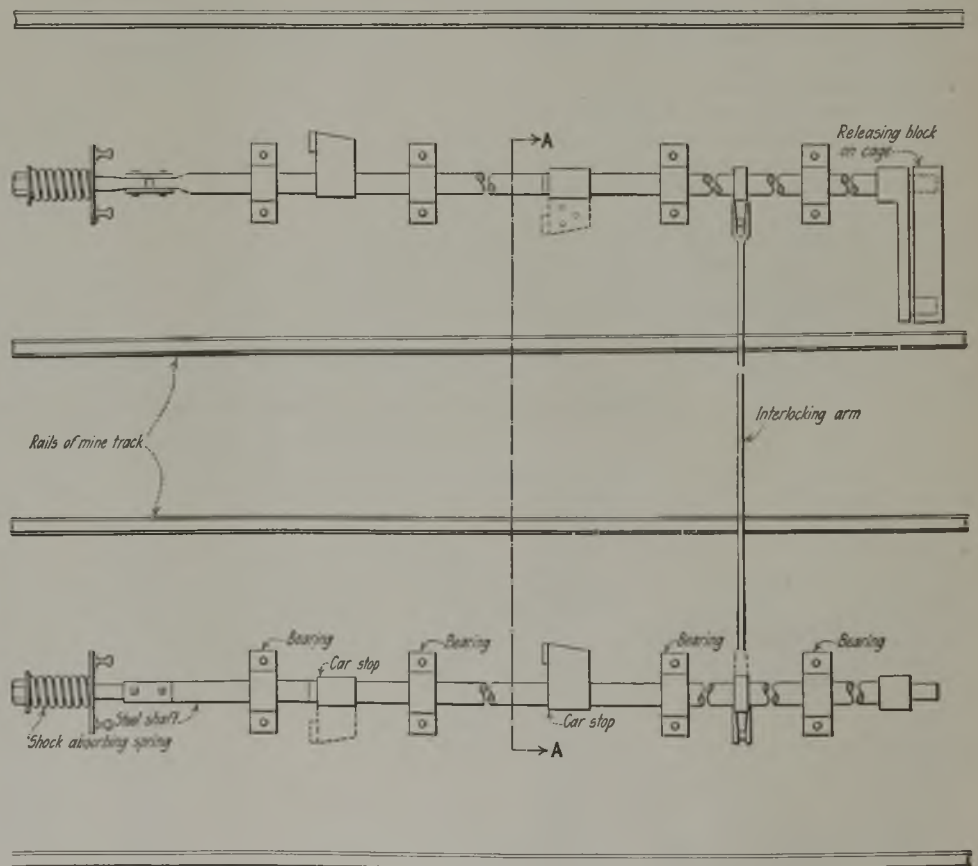 A
Releasing block
on cage
Rails of mine track
Interlocking arm
Bearing
Bearing
Bearing
Bearing
Car stop
Steel shaft
Shock absorbing spring
Car stop
A